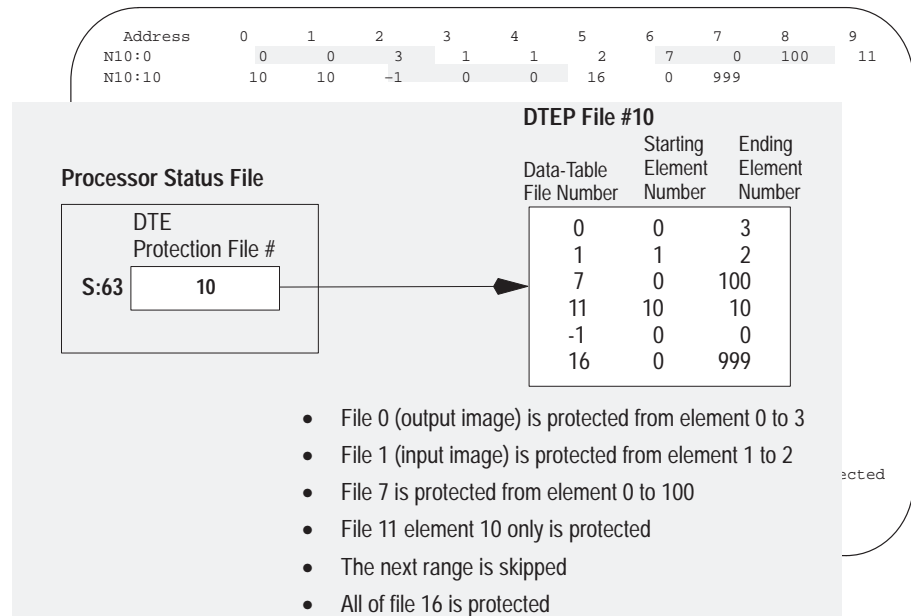 Address 0 1 2 3 4 5 6 7 8 9
N10:0 0 0 3 1 1 2 7 0 100 11
N10:10 10 10 −1 0 0 16 0 999
DTEP File #10
Processor Status File
Data-Table File Number
Starting Element Number
Ending Element Number
DTE
Protection File #
S:63 10
0 0 3
1 1 2
7 0 100
11 10 10
-1 0 0
16 0 999
• File 0 (output image) is protected from element 0 to 3
• File 1 (input image) is protected from element 1 to 2
ected
• File 7 is protected from element 0 to 100
• File 11 element 10 only is protected
• The next range is skipped
• All of file 16 is protected